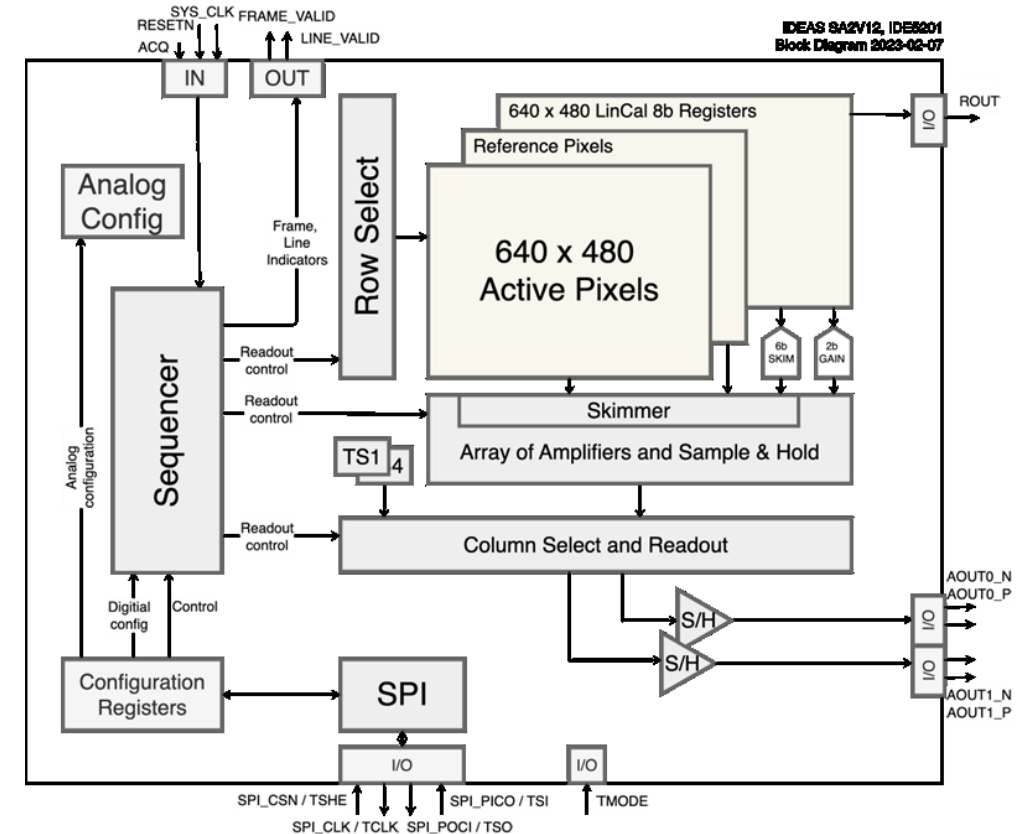 SYS_CLK
RESETN
ACQ
FRAME_VALID
LINE_VALID
IDEAS SA2V12, IDE6201
Block Diagram 2023-02-07
IN
OUT
640 x 480 LinCal 8b Registers
I/O
ROUT
Reference Pixels
Analog
Config
Row Select
640 x 480
Active Pixels
Frame,
Line
Indicators
6b
SKIM
2b
GAIN
Sequencer
Readout
control
Readout
control
Skimmer
Array of Amplifiers and Sample & Hold
TS1
4
Analog
configuration
Readout
control
Column Select and Readout
Digitial
config
Control
S/H
S/H
I/O
I/O
AOUT0_N
AOUT0_P
AOUT1_N
AOUT1_P
Configuration
Registers
SPI
I/O
I/O
SPI_CSN / TSHE
SPI_PICO / TSI
TMODE
SPI_CLK / TCLK
SPI_POCI / TSO